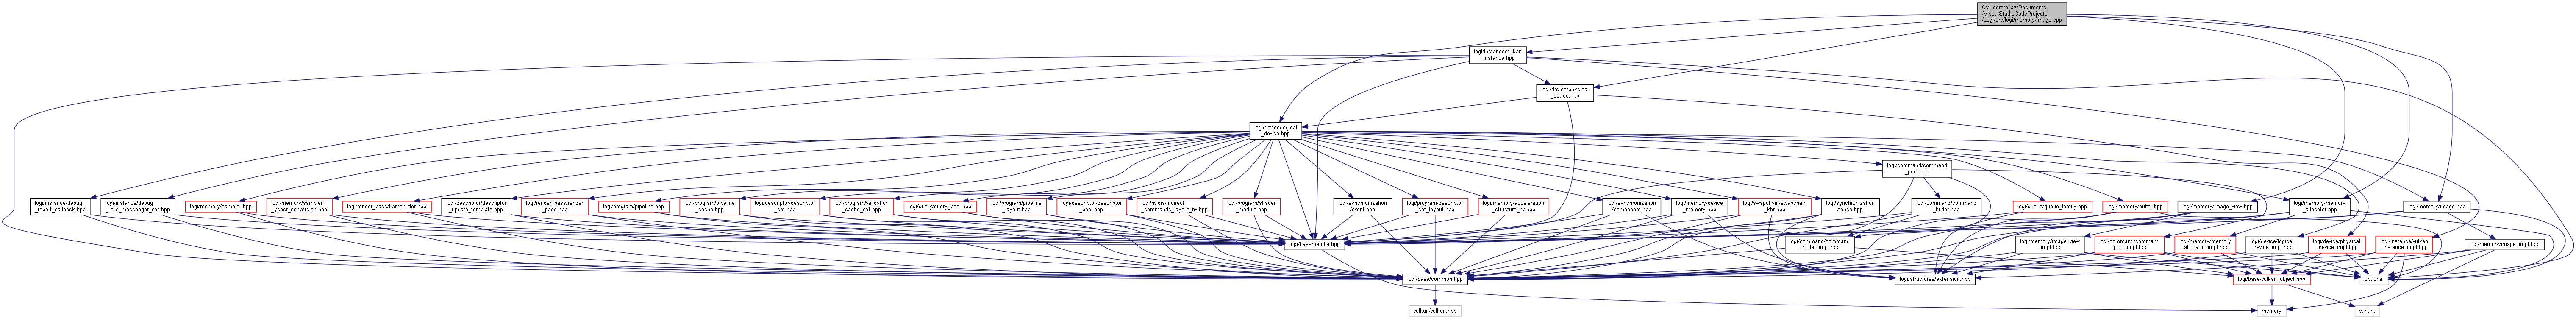 C:/Users/aljaz/Documents
/VisualStudioCodeProjects
/Logi/src/logi/memory/image.cpp
logi/instance/vulkan
_instance.hpp
logi/device/physical
_device.hpp
logi/device/logical
_device.hpp
logi/command/command
_pool.hpp
logi/instance/debug
_report_callback.hpp
logi/instance/debug
_utils_messenger_ext.hpp
logi/memory/sampler.hpp
logi/memory/sampler
_ycbcr_conversion.hpp
logi/render_pass/framebuffer.hpp
logi/descriptor/descriptor
_update_template.hpp
logi/render_pass/render
_pass.hpp
logi/program/pipeline.hpp
logi/program/pipeline
_cache.hpp
logi/descriptor/descriptor
_set.hpp
logi/program/validation
_cache_ext.hpp
logi/query/query_pool.hpp
logi/program/pipeline
_layout.hpp
logi/descriptor/descriptor
_pool.hpp
logi/nvidia/indirect
_commands_layout_nv.hpp
logi/program/shader
_module.hpp
logi/synchronization
/event.hpp
logi/program/descriptor
_set_layout.hpp
logi/memory/acceleration
_structure_nv.hpp
logi/synchronization
/semaphore.hpp
logi/memory/device
_memory.hpp
logi/swapchain/swapchain
_khr.hpp
logi/synchronization
/fence.hpp
logi/command/command
_buffer.hpp
logi/queue/queue_family.hpp
logi/memory/buffer.hpp
logi/memory/image_view.hpp
logi/memory/memory
_allocator.hpp
logi/memory/image.hpp
logi/base/handle.hpp
logi/command/command
_buffer_impl.hpp
logi/memory/image_view
_impl.hpp
logi/command/command
_pool_impl.hpp
logi/memory/memory
_allocator_impl.hpp
logi/device/logical
_device_impl.hpp
logi/device/physical
_device_impl.hpp
logi/instance/vulkan
_instance_impl.hpp
logi/memory/image_impl.hpp
logi/base/common.hpp
logi/structures/extension.hpp
logi/base/vulkan_object.hpp
optional
vulkan/vulkan.hpp
memory
variant